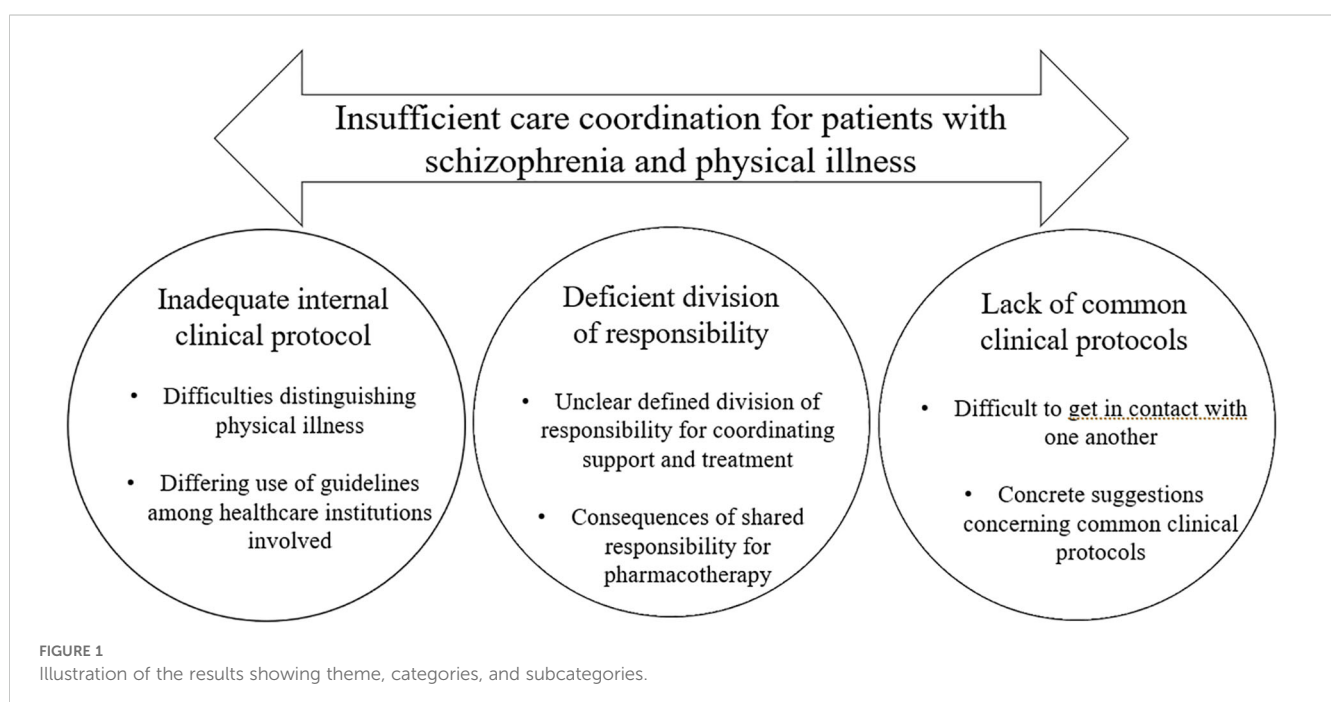 Insufficient care coordination for patients with
schizophrenia and physical illness
Inadequate internal
clinical protocol
• Difficulties distinguishing
physical illness
• Differing use of guidelines
among healthcare institutions
involved
Deficient division
of responsibility
• Unclear defined division of
responsibility for coordinating
support and treatment
• Consequences of shared
responsibility for
pharmacotherapy
Lack of common
clinical protocols
• Difficult to get in contact with
one another
• Concrete suggestions
concerning common clinical
protocols
FIGURE 1
Illustration of the results showing theme, categories, and subcategories.